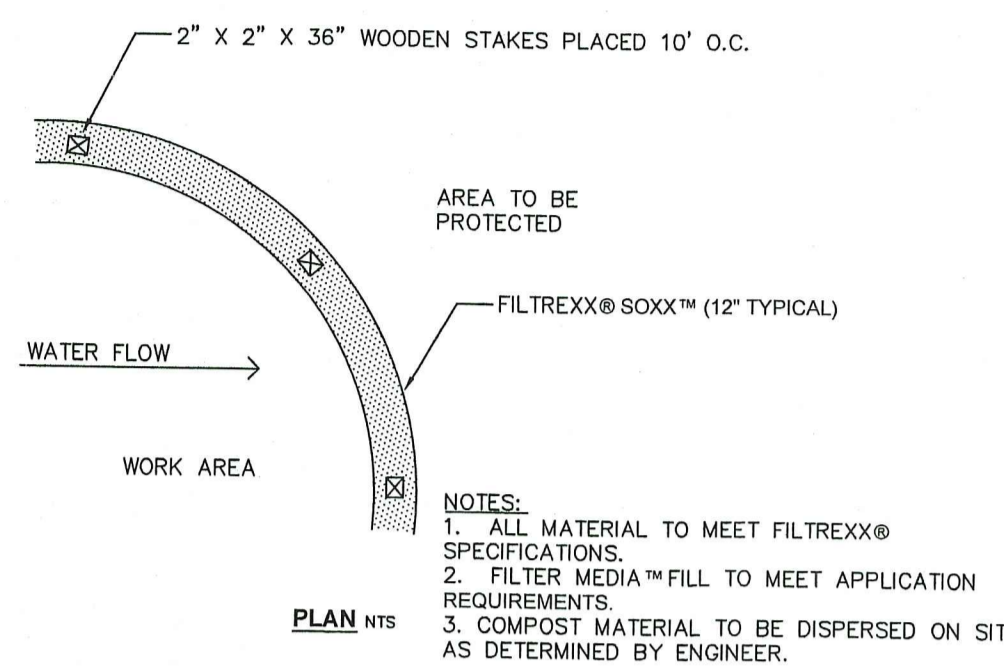 2" X 2" X 36" WOODEN STAKES PLACED 10' O.C.
AREA TO BE
PROTECTED
FILTREXX® SOXX™ (12" TYPICAL)
WATER FLOW
WORK AREA
NOTES:
1. ALL MATERIAL TO MEET FILTREXX®
SPECIFICATIONS.
2. FILTER MEDIA™ FILL TO MEET APPLICATION
REQUIREMENTS.
3. COMPOST MATERIAL TO BE DISPERSED ON SIT
AS DETERMINED BY ENGINEER.
PLAN NTS